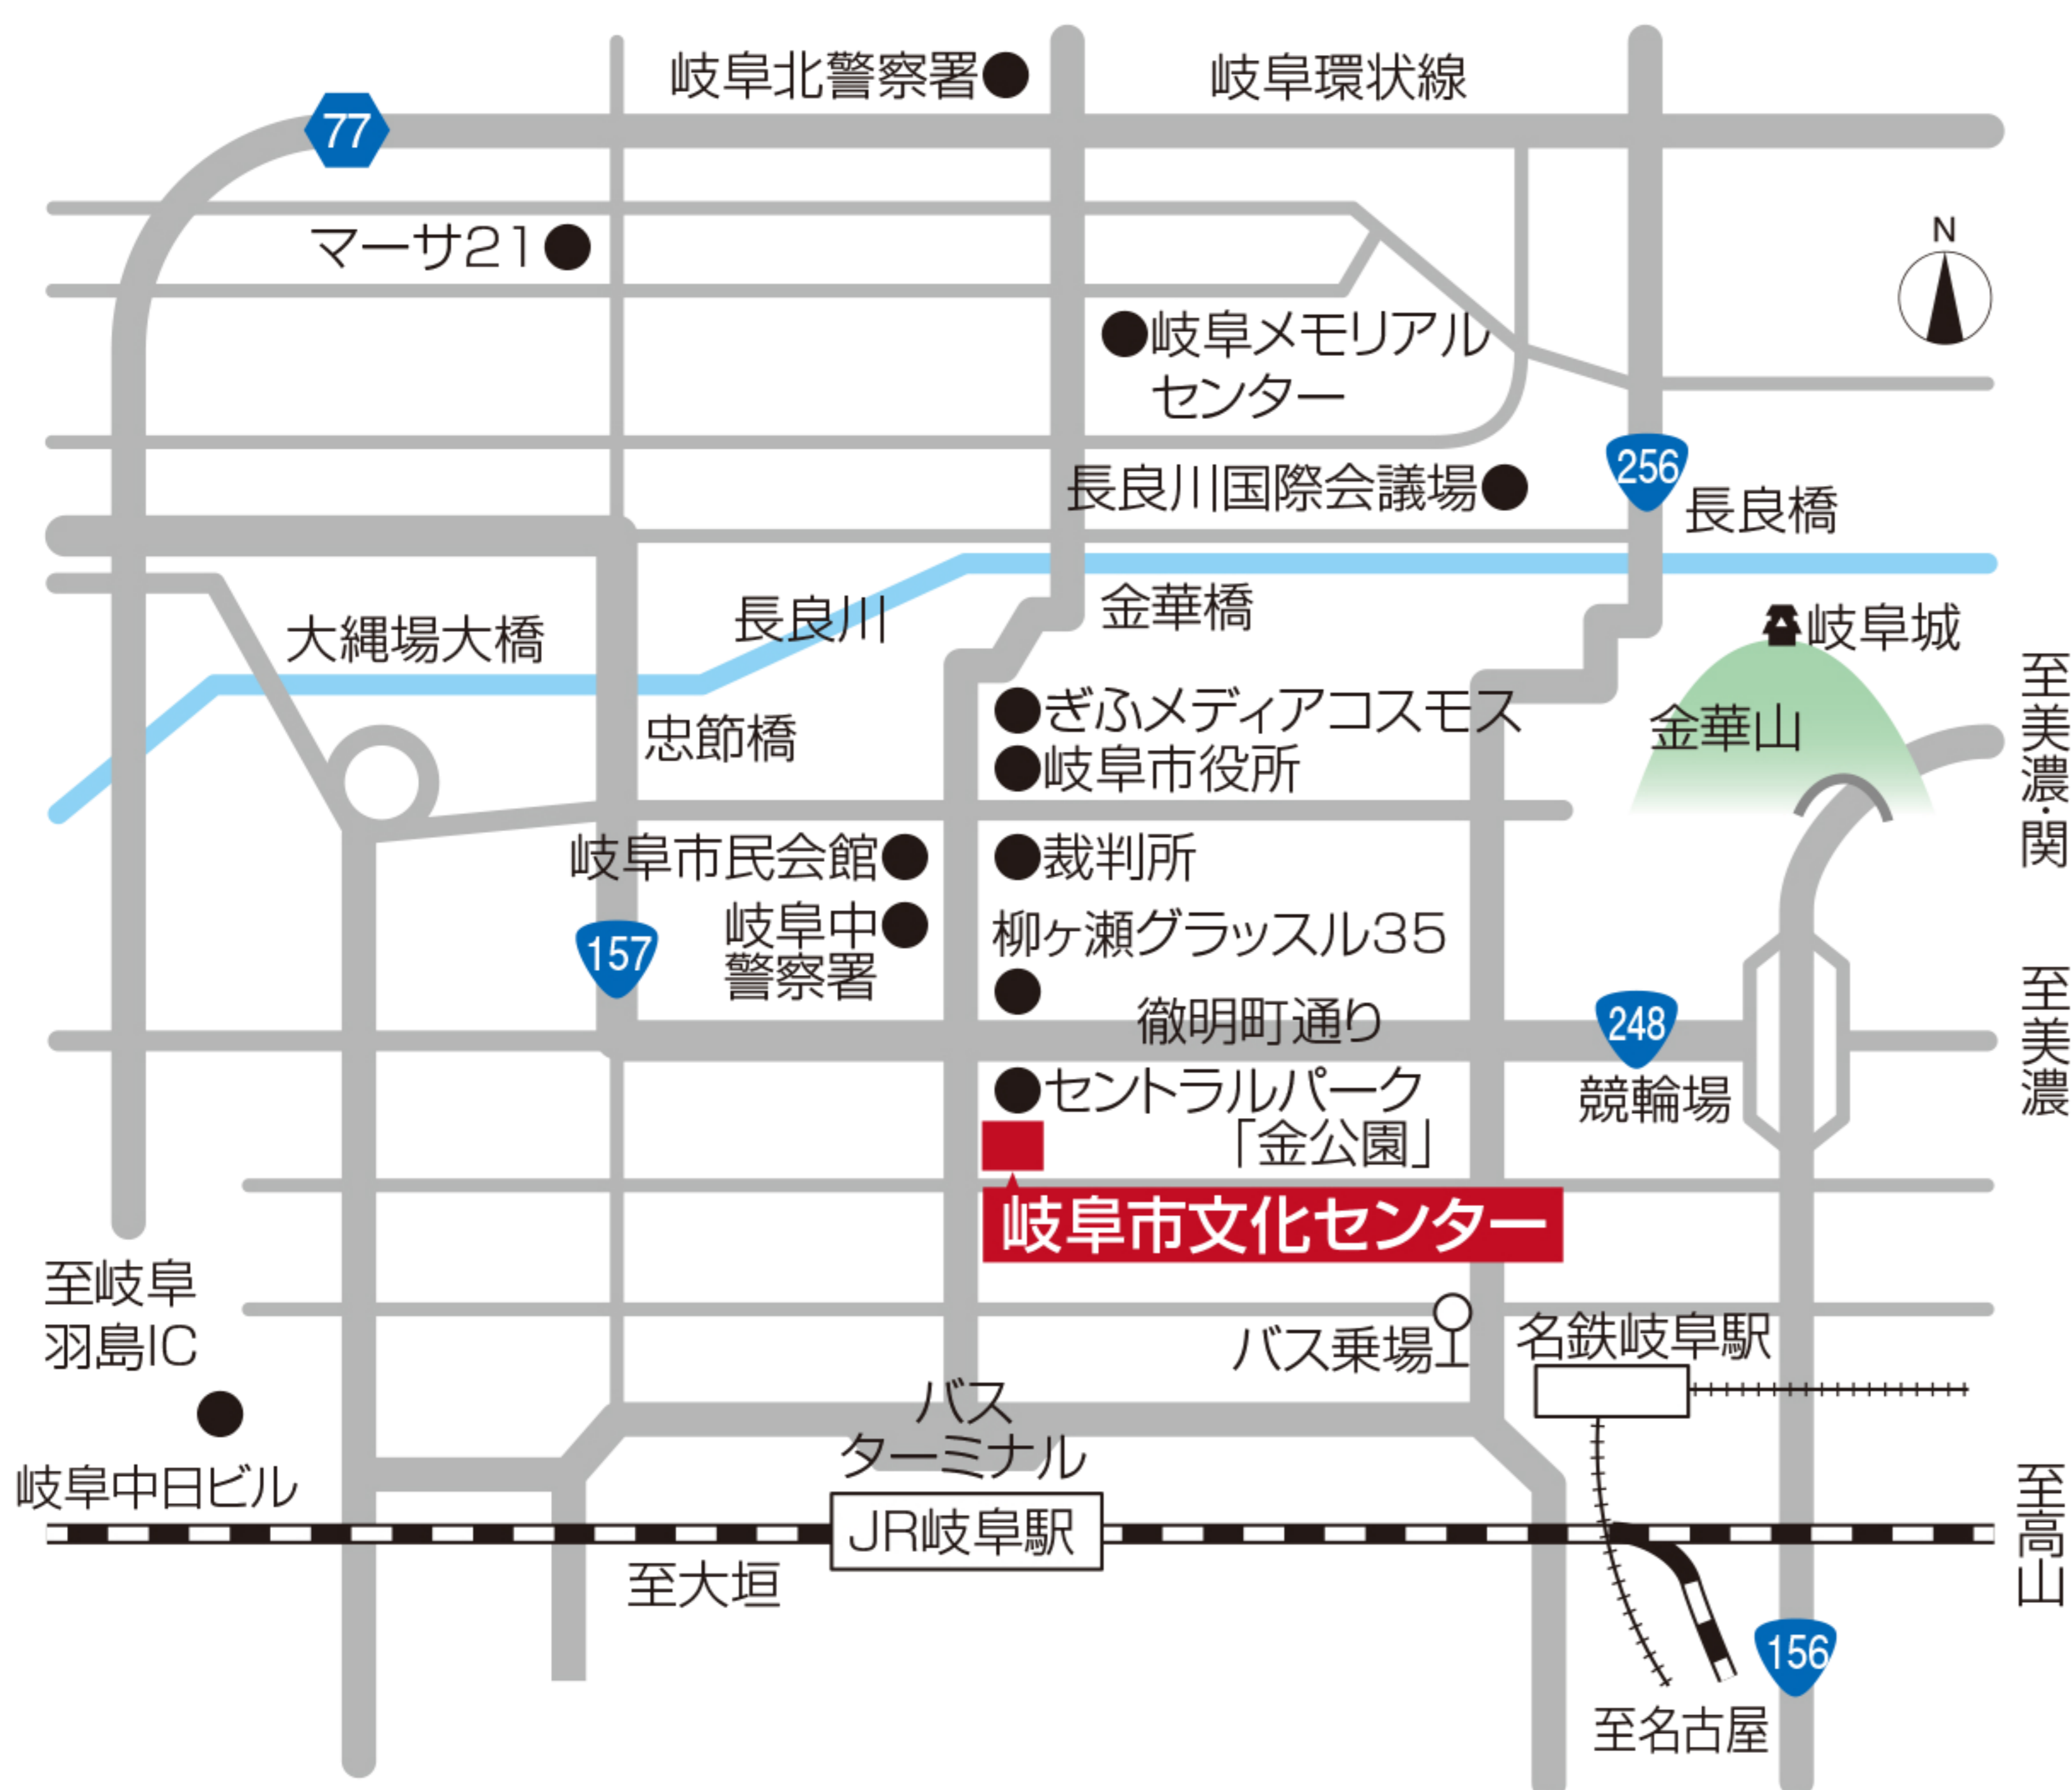 岐阜北警察署
岐阜環状線
77
マーサ21
N
岐阜メモリアル
センター
長良川国際会議場
256
長良橋
大縄場大橋
長良川
金華橋
岐阜城
至美濃・関
ぎふメディアコスモス
金華山
忠節橋
岐阜市役所
岐阜市民会館
裁判所
岐阜中
警察署
157
柳ヶ瀬グラッスル35
徹明町通り
248
至美濃
セントラルパーク
「金公園」
競輪場
岐阜市文化センター
至岐阜
羽島IC
バス乗場
名鉄岐阜駅
バス
ターミナル
岐阜中日ビル
JR岐阜駅
至高山
至大垣
156
至名古屋